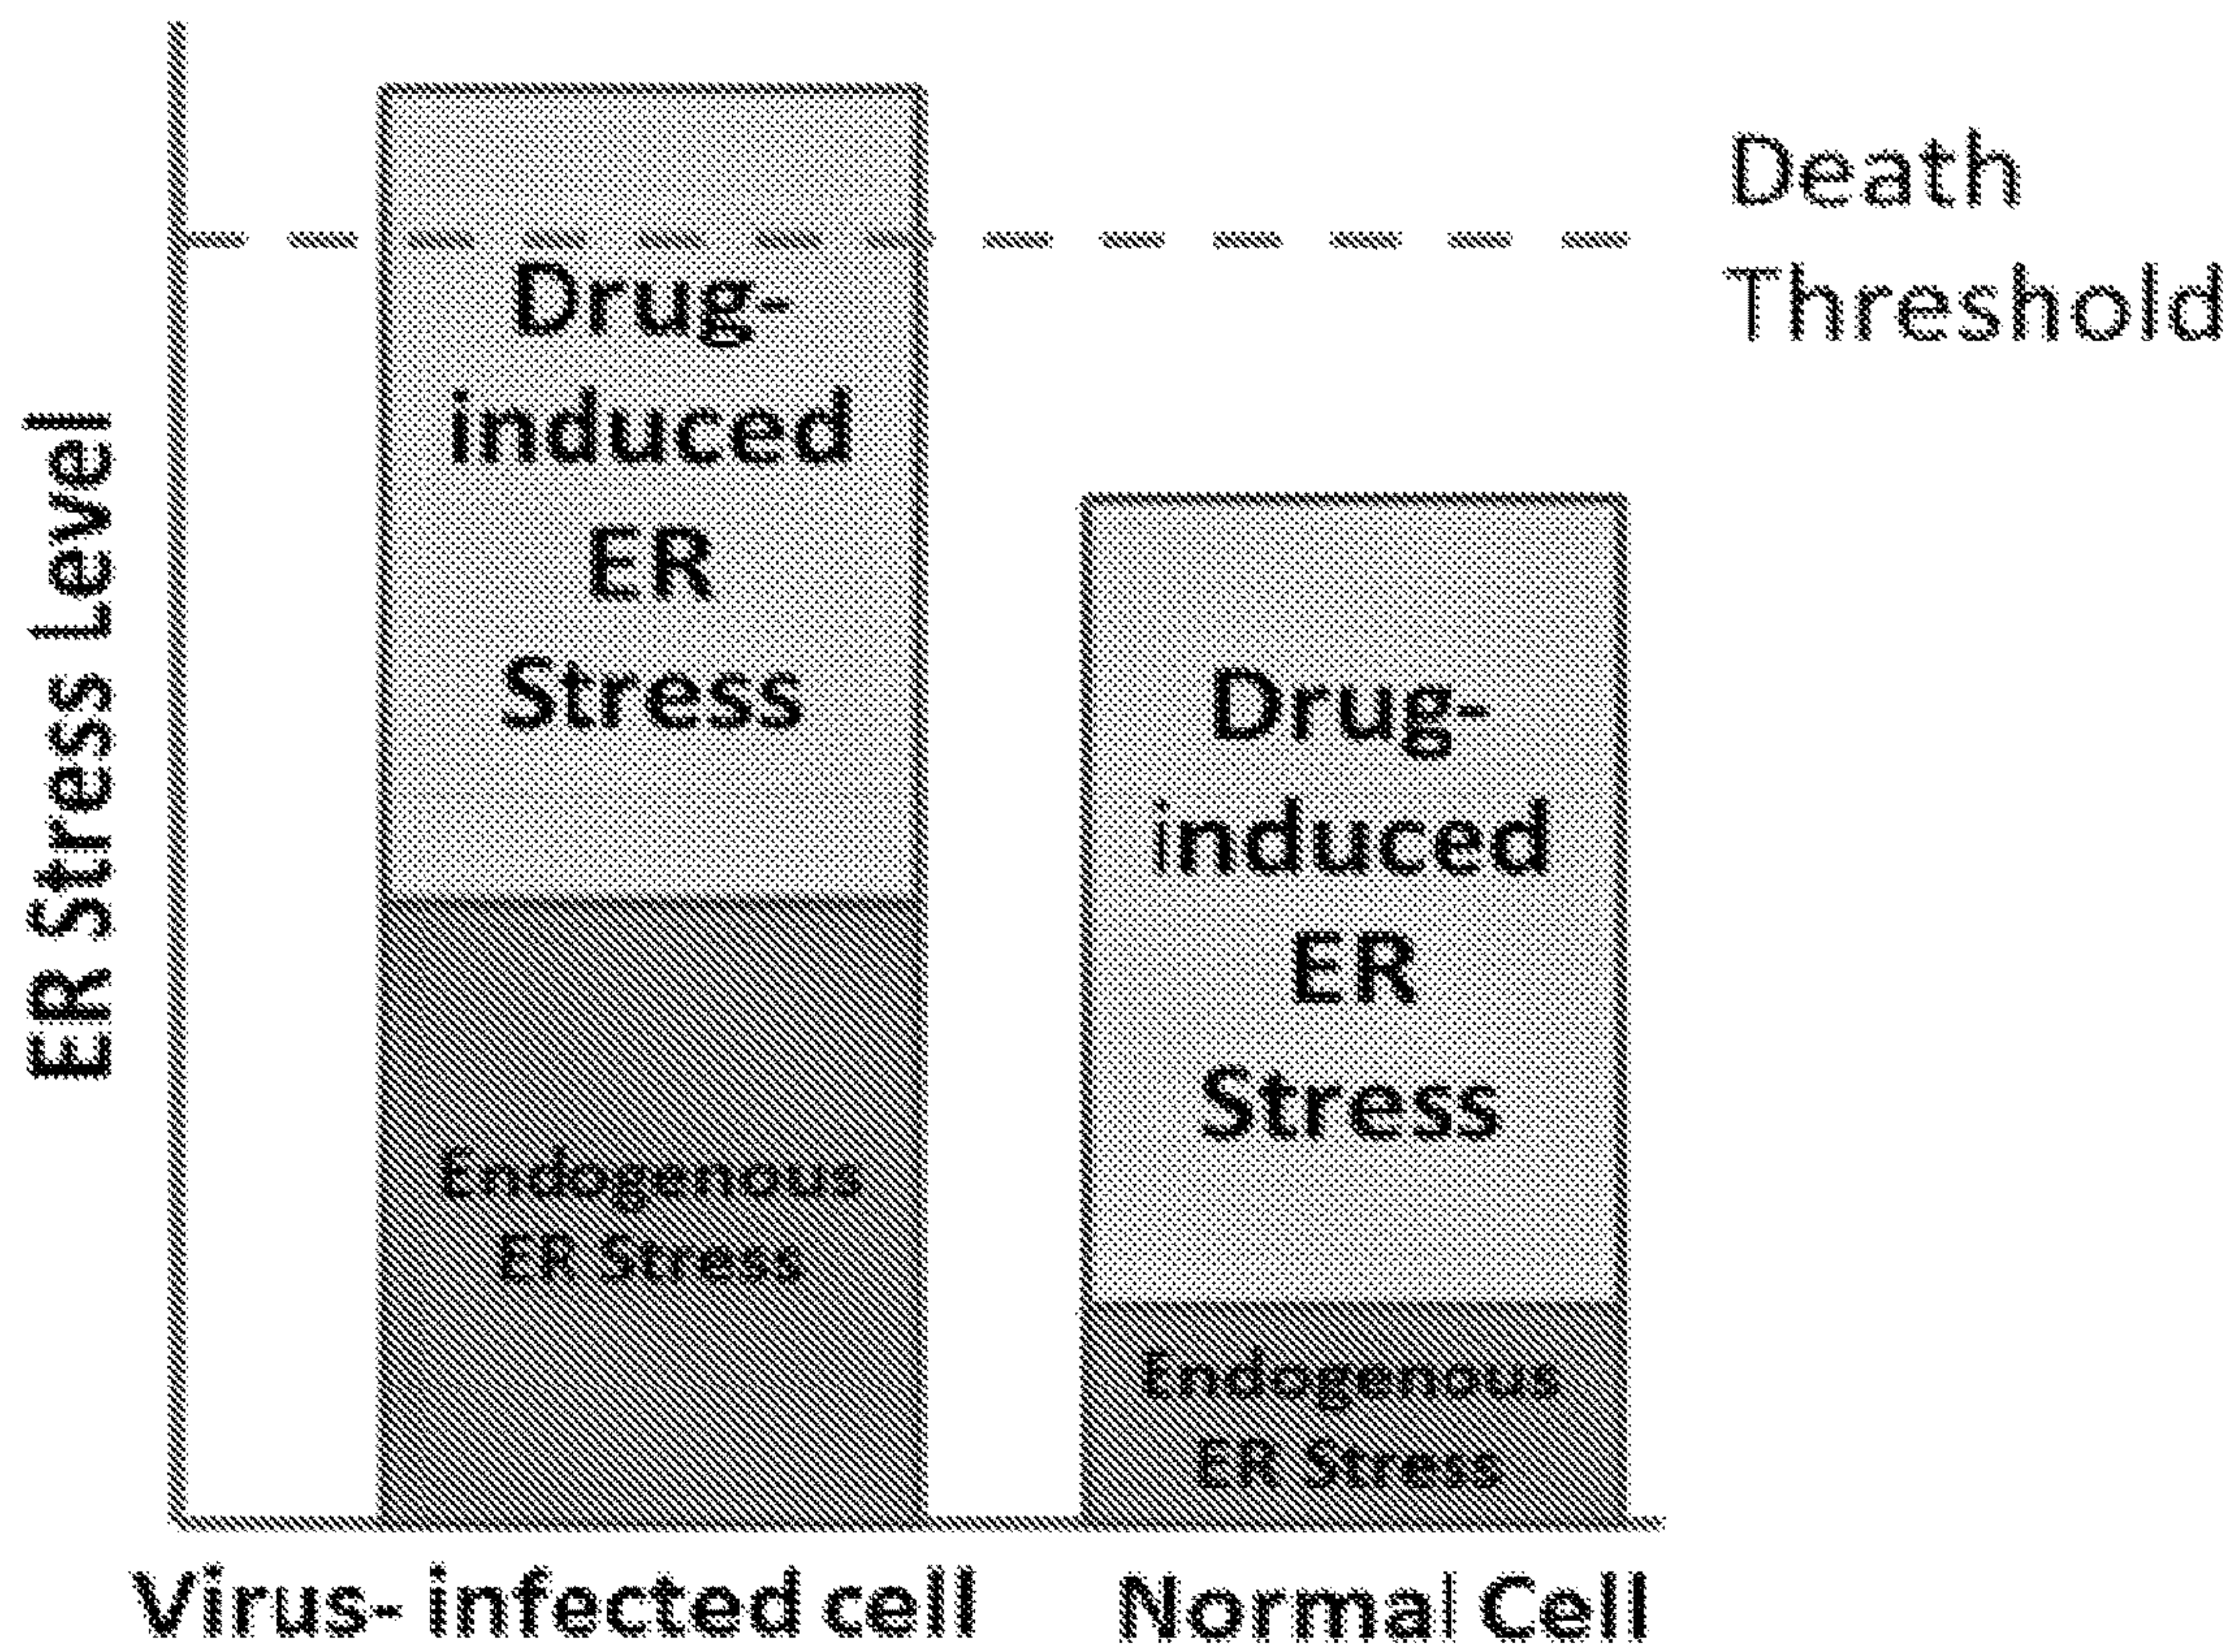 ER Stress Level
Drug-
induced
ER
Stress
Endogenous
ER Stress
Virus- infected cell
Drug-
induced
ER
Stress
Endogenous
ER Stress
Normal Cell
Death
Threshold